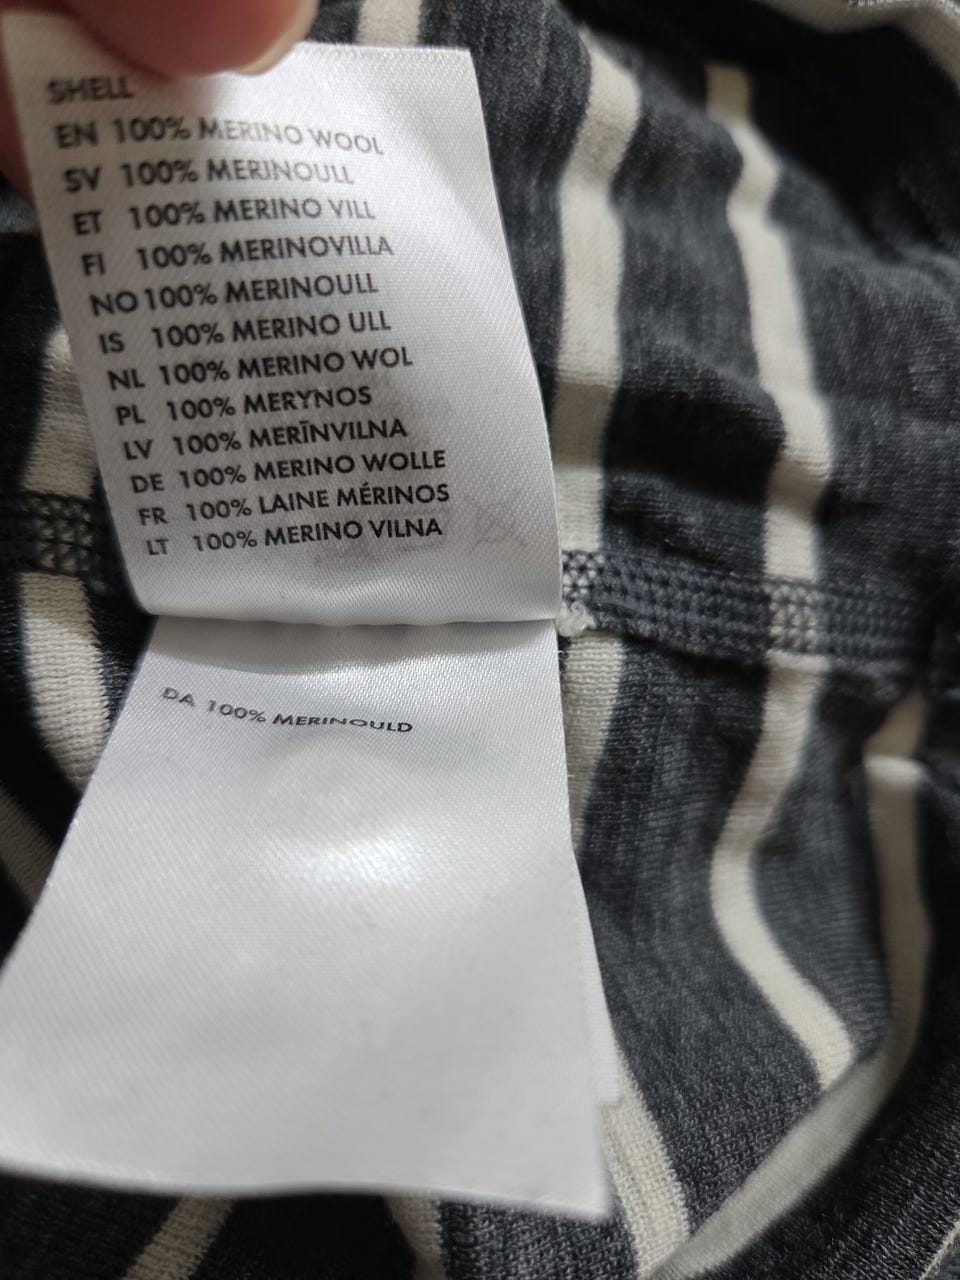 SHELL
EN 100% MERINO WOOL
SV 100% MERINOULL
ET 100% MERINO VILL
FI 100% MERINOVILLA
NO 100% MERINOULL
IS 100% MERINO ULL
NL 100% MERINO WOL
PL 100% MERYNOS
LV 100% MERĪNVILNA
DE 100% MERINO WOLLE
FR 100% LAINE MÉRINOS
LT 100% MERINO VILNA
DA 100% MERINOULD